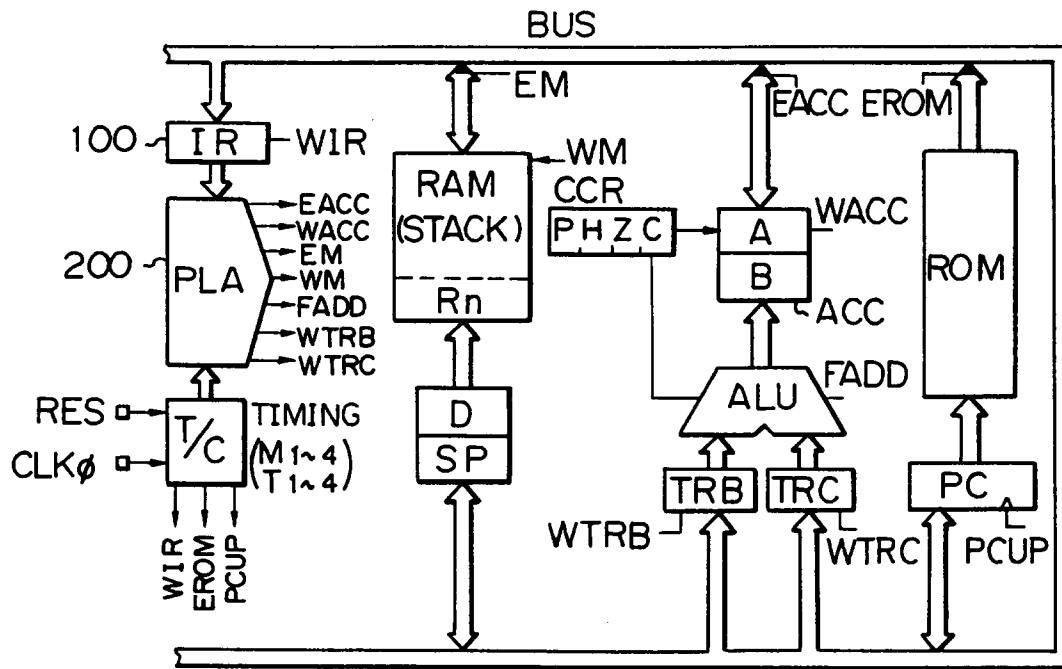 BUS
EM
EACC EROM
100
IR
WIR
WM
CCR
RAM
(STACK)
Rn
P H Z C
A
B
WACC
ACC
ROM
200
PLA
EACC
WACC
EM
WM
FADD
WTRB
WTRC
D
SP
ALU
FADD
RES
CLKφ
T/C
TIMING
(M1~4
T1~4)
TRB
TRC
PC
WTRB
WTRC
PCUP
WIR
EROM
PCUP